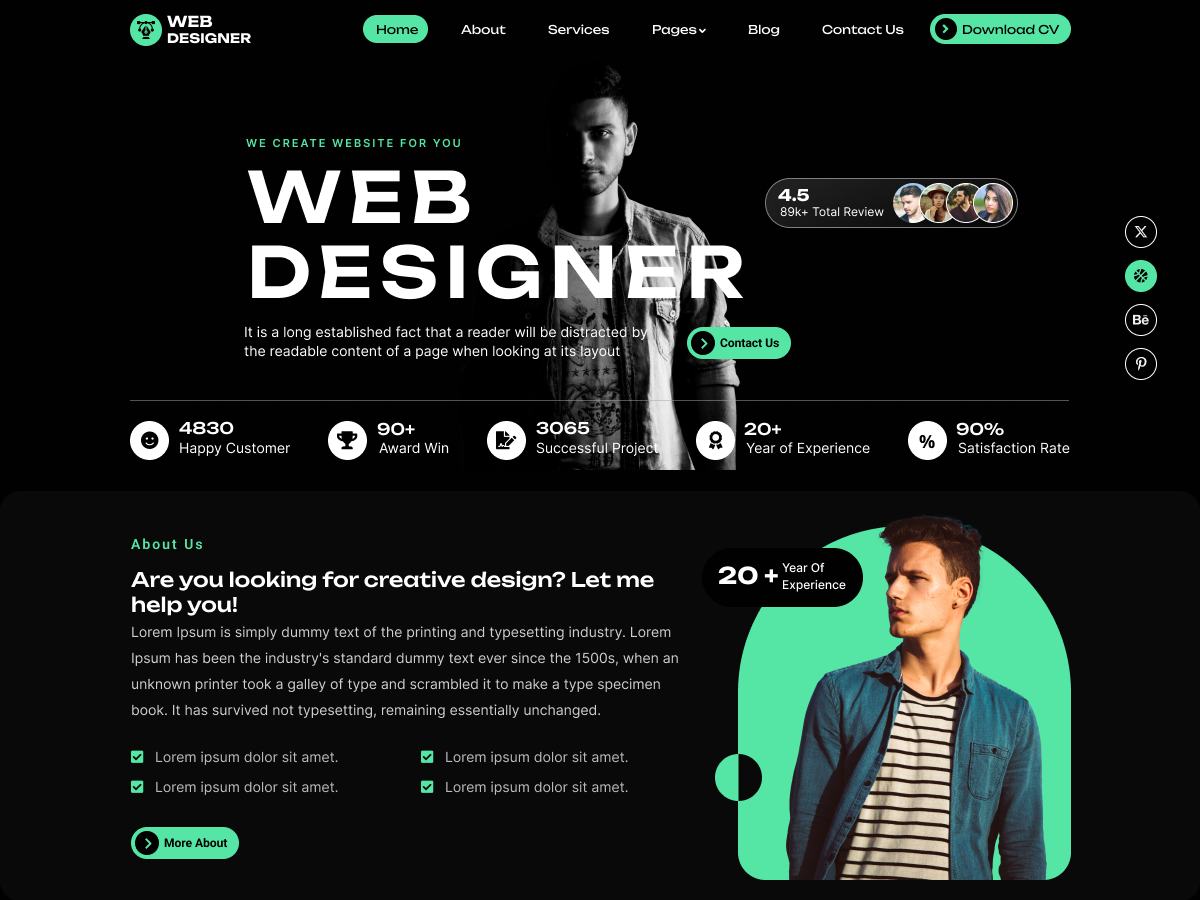 WEB
DESIGNER
Home
About
Services
Pages
Blog
Contact Us
Download CV
WE CREATE WEBSITE FOR YOU
WEB
DESIGNER
4.5
89k+ Total Review
It is a long established fact that a reader will be distracted by
the readable content of a page when looking at its layout
Contact Us
Bē
4830
Happy Customer
90+
Award Win
3065
Successful Project
20+
Year of Experience
%
90%
Satisfaction Rate
About Us
Are you looking for creative design? Let me
help you!
Lorem Ipsum is simply dummy text of the printing and typesetting industry. Lorem
Ipsum has been the industry's standard dummy text ever since the 1500s, when an
unknown printer took a galley of type and scrambled it to make a type specimen
book. It has survived not typesetting, remaining essentially unchanged.
Lorem ipsum dolor sit amet.
Lorem ipsum dolor sit amet.
Lorem ipsum dolor sit amet.
Lorem ipsum dolor sit amet.
More About
20 +
Year Of
Experience